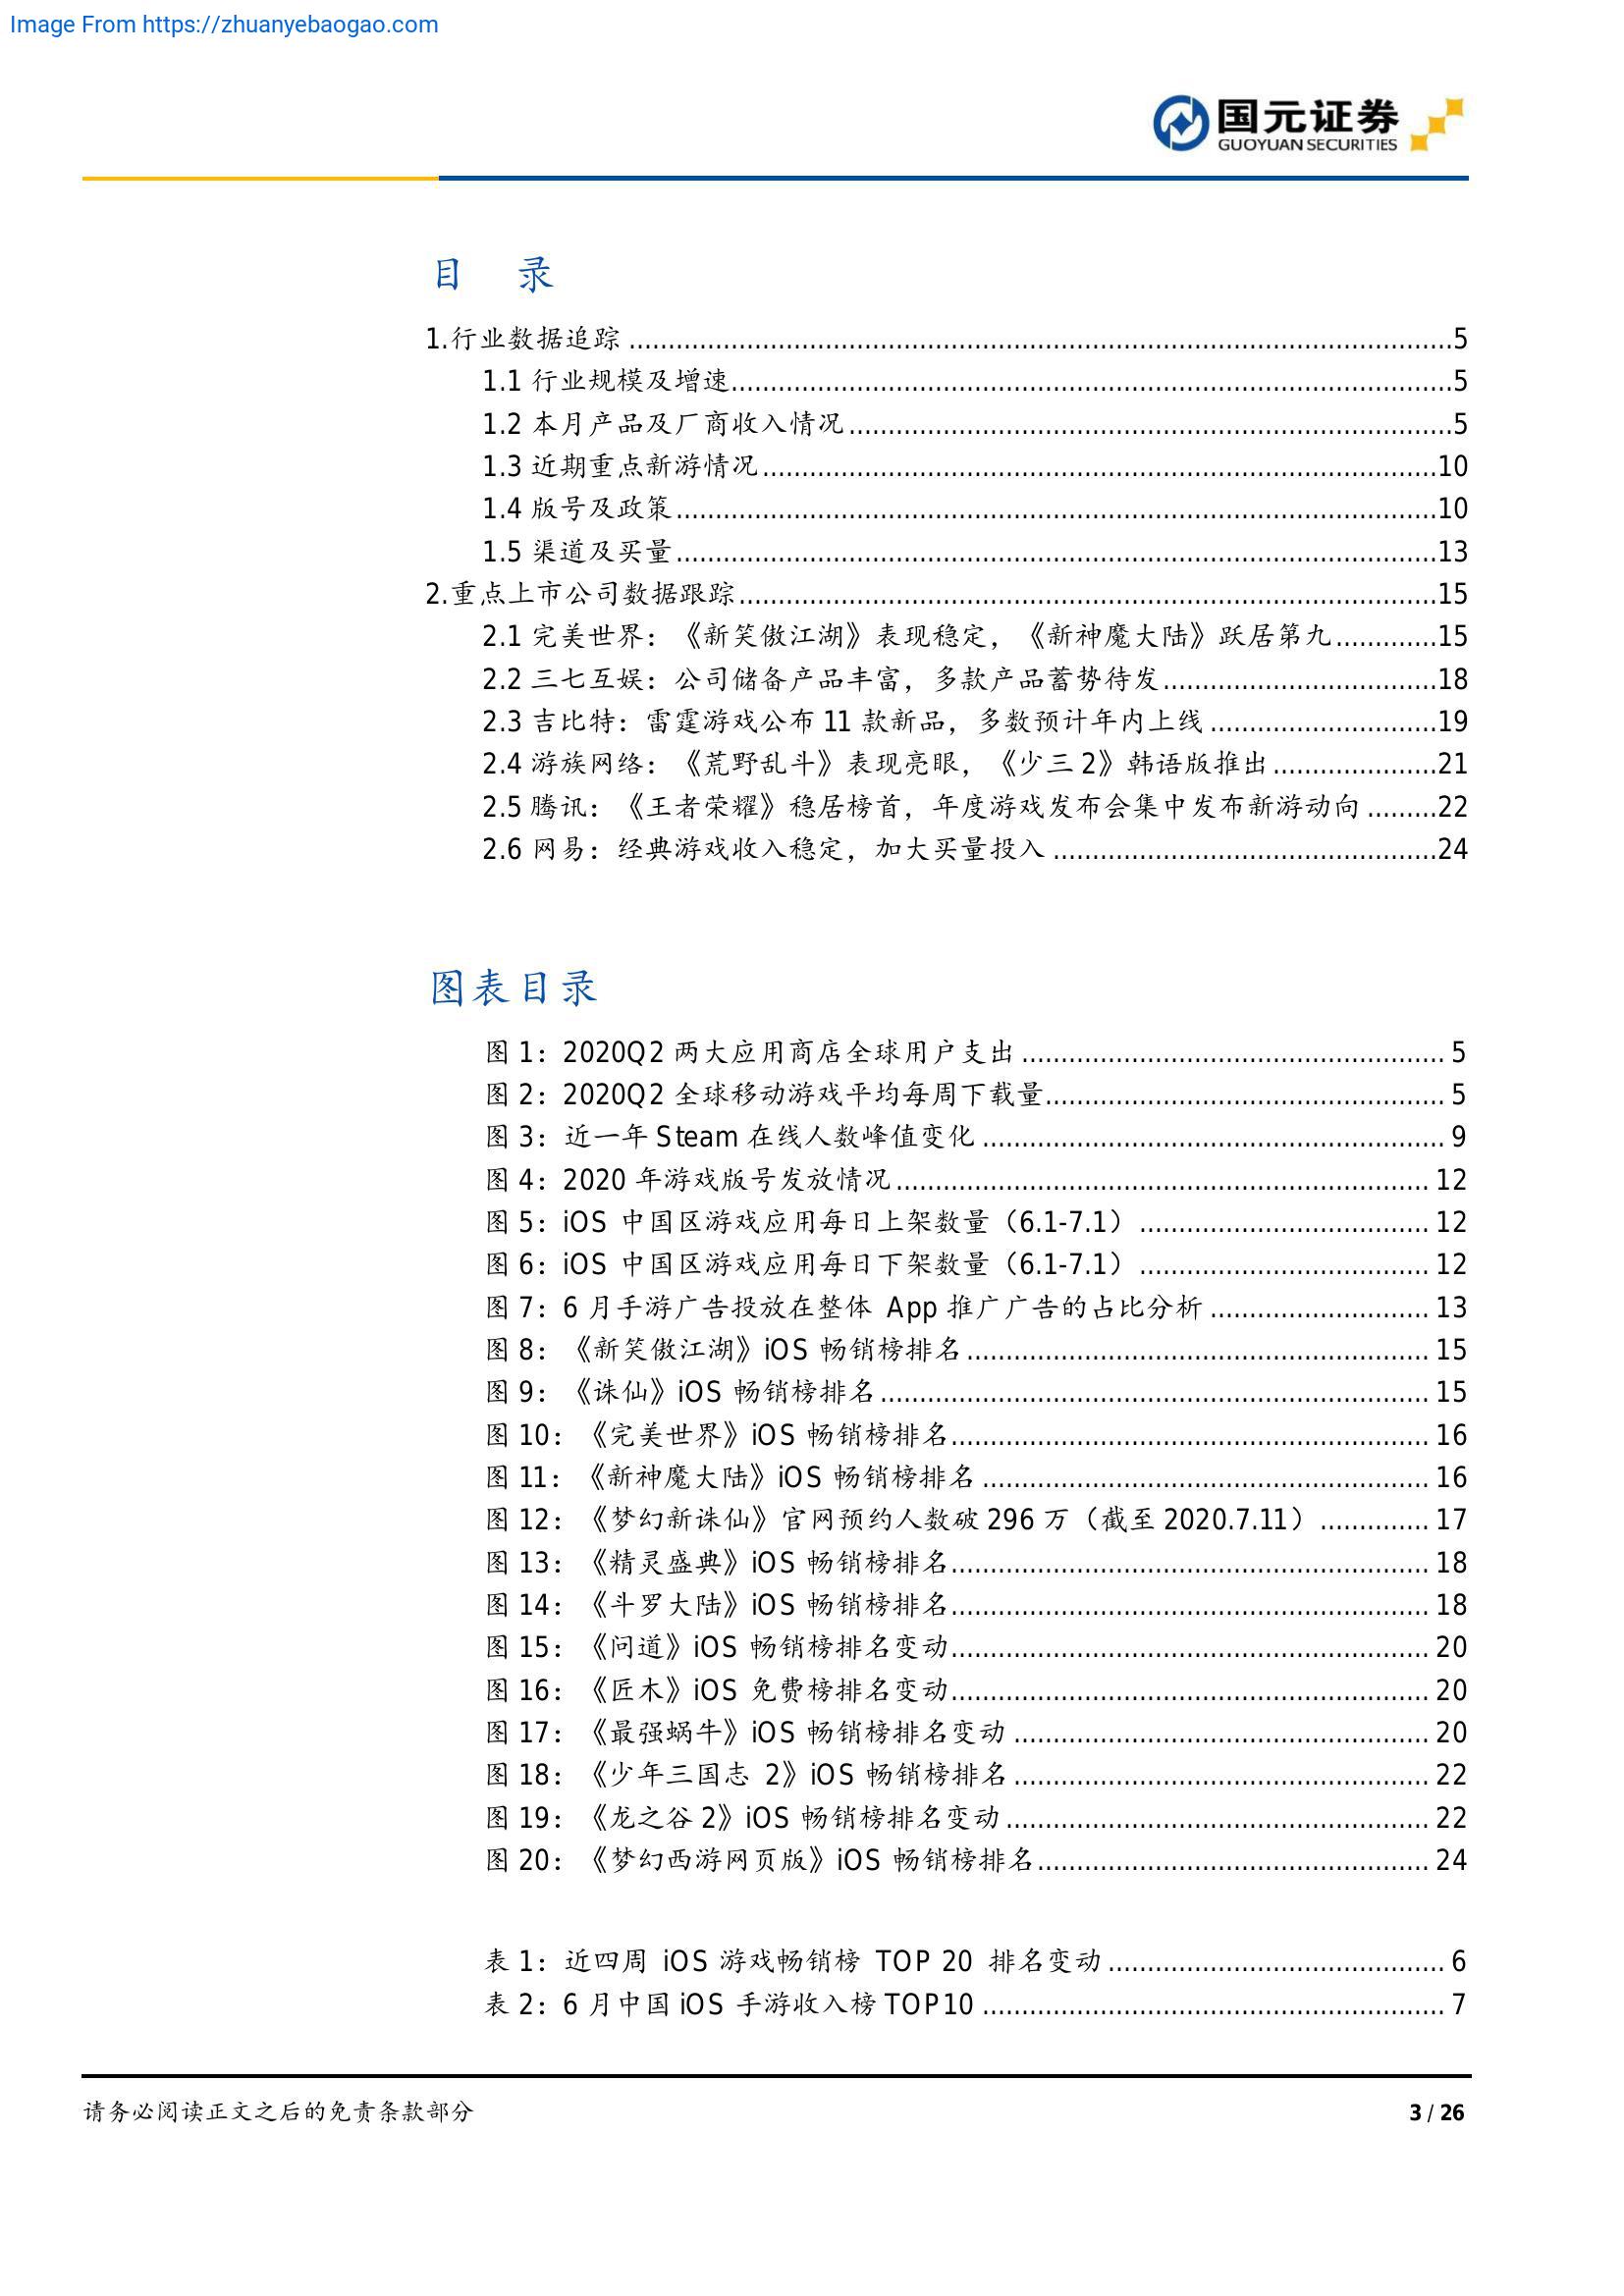 Image From https://zhuanyebaogao.com
国元证券
GUOYUAN SECURITIES
目 录
1.行业数据追踪 ........................ 5
1.1 行业规模及增速 ........................ 5
1.2 本月产品及厂商收入情况 ........................ 5
1.3 近期重点新游情况 ........................ 10
1.4 版号及政策 ........................ 10
1.5 渠道及买量 ........................ 13
2.重点上市公司数据跟踪 ........................ 15
2.1 完美世界：《新笑傲江湖》表现稳定，《新神魔大陆》跃居第九 ............ 15
2.2 三七互娱：公司储备产品丰富，多款产品蓄势待发 ........................ 18
2.3 吉比特：雷霆游戏公布 11 款新品，多数预计年内上线 ........................ 19
2.4 游族网络：《荒野乱斗》表现亮眼，《少三 2》韩语版推出 .................... 21
2.5 腾讯：《王者荣耀》稳居榜首，年度游戏发布会集中发布新游动向 ......... 22
2.6 网易：经典游戏收入稳定，加大买量投入 ........................ 24
图表目录
图 1：2020Q2 两大应用商店全球用户支出 ........................ 5
图 2：2020Q2 全球移动游戏平均每周下载量 ........................ 5
图 3：近一年 Steam 在线人数峰值变化 ........................ 9
图 4：2020 年游戏版号发放情况 ........................ 12
图 5：iOS 中国区游戏应用每日上架数量（6.1-7.1） ........................ 12
图 6：iOS 中国区游戏应用每日下架数量（6.1-7.1） ........................ 12
图 7：6 月手游广告投放在整体 App 推广广告的占比分析 ........................ 13
图 8：《新笑傲江湖》iOS 畅销榜排名 ........................ 15
图 9：《诛仙》iOS 畅销榜排名 ........................ 15
图 10：《完美世界》iOS 畅销榜排名 ........................ 16
图 11：《新神魔大陆》iOS 畅销榜排名 ........................ 16
图 12：《梦幻新诛仙》官网预约人数破 296 万（截至 2020.7.11） ............. 17
图 13：《精灵盛典》iOS 畅销榜排名 ........................ 18
图 14：《斗罗大陆》iOS 畅销榜排名 ........................ 18
图 15：《问道》iOS 畅销榜排名变动 ........................ 20
图 16：《匠木》iOS 免费榜排名变动 ........................ 20
图 17：《最强蜗牛》iOS 畅销榜排名变动 ........................ 20
图 18：《少年三国志 2》iOS 畅销榜排名 ........................ 22
图 19：《龙之谷 2》iOS 畅销榜排名变动 ........................ 22
图 20：《梦幻西游网页版》iOS 畅销榜排名 ........................ 24
表 1：近四周 iOS 游戏畅销榜 TOP 20 排名变动 ........................ 6
表 2：6 月中国 iOS 手游收入榜 TOP10 ........................ 7
请务必阅读正文之后的免责条款部分
3 / 26